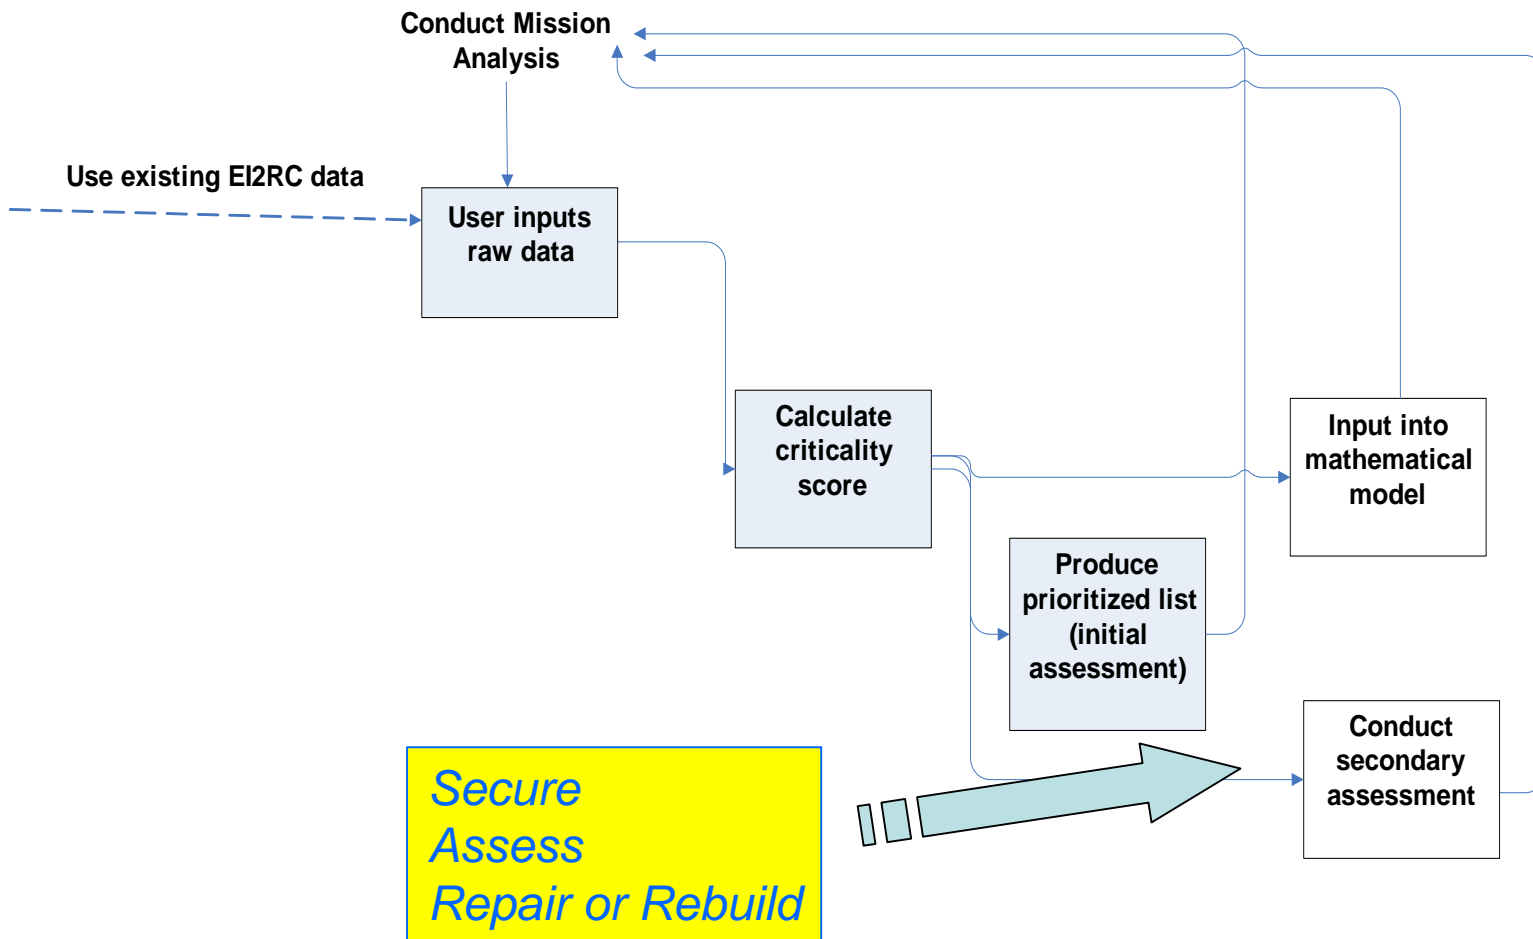 Conduct Mission
Analysis
Use existing EI2RC data
User inputs
raw data
Calculate
criticality
score
Input into
mathematical
model
Produce
prioritized list
(initial
assessment)
Conduct
secondary
assessment
Secure
Assess
Repair or Rebuild